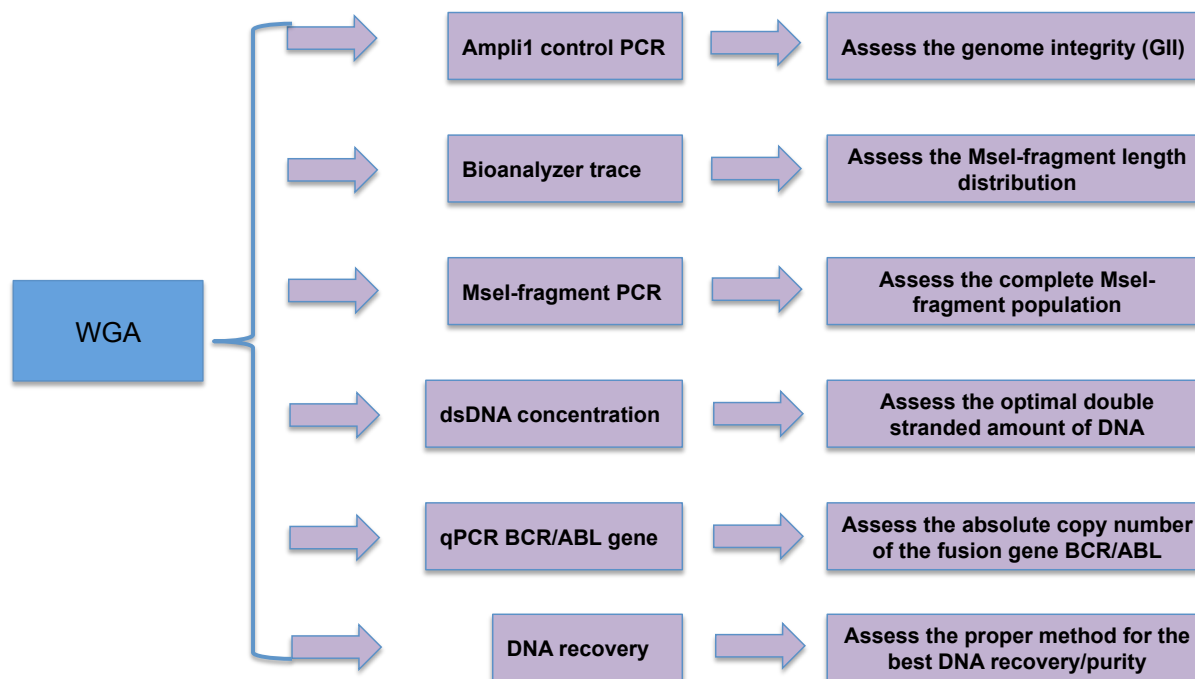 Ampli1 control PCR
Assess the genome integrity (GII)
Bioanalyzer trace
Assess the MseI-fragment length
distribution
MseI-fragment PCR
Assess the complete MseI-
fragment population
WGA
dsDNA concentration
Assess the optimal double
stranded amount of DNA
qPCR BCR/ABL gene
Assess the absolute copy number
of the fusion gene BCR/ABL
DNA recovery
Assess the proper method for the
best DNA recovery/purity